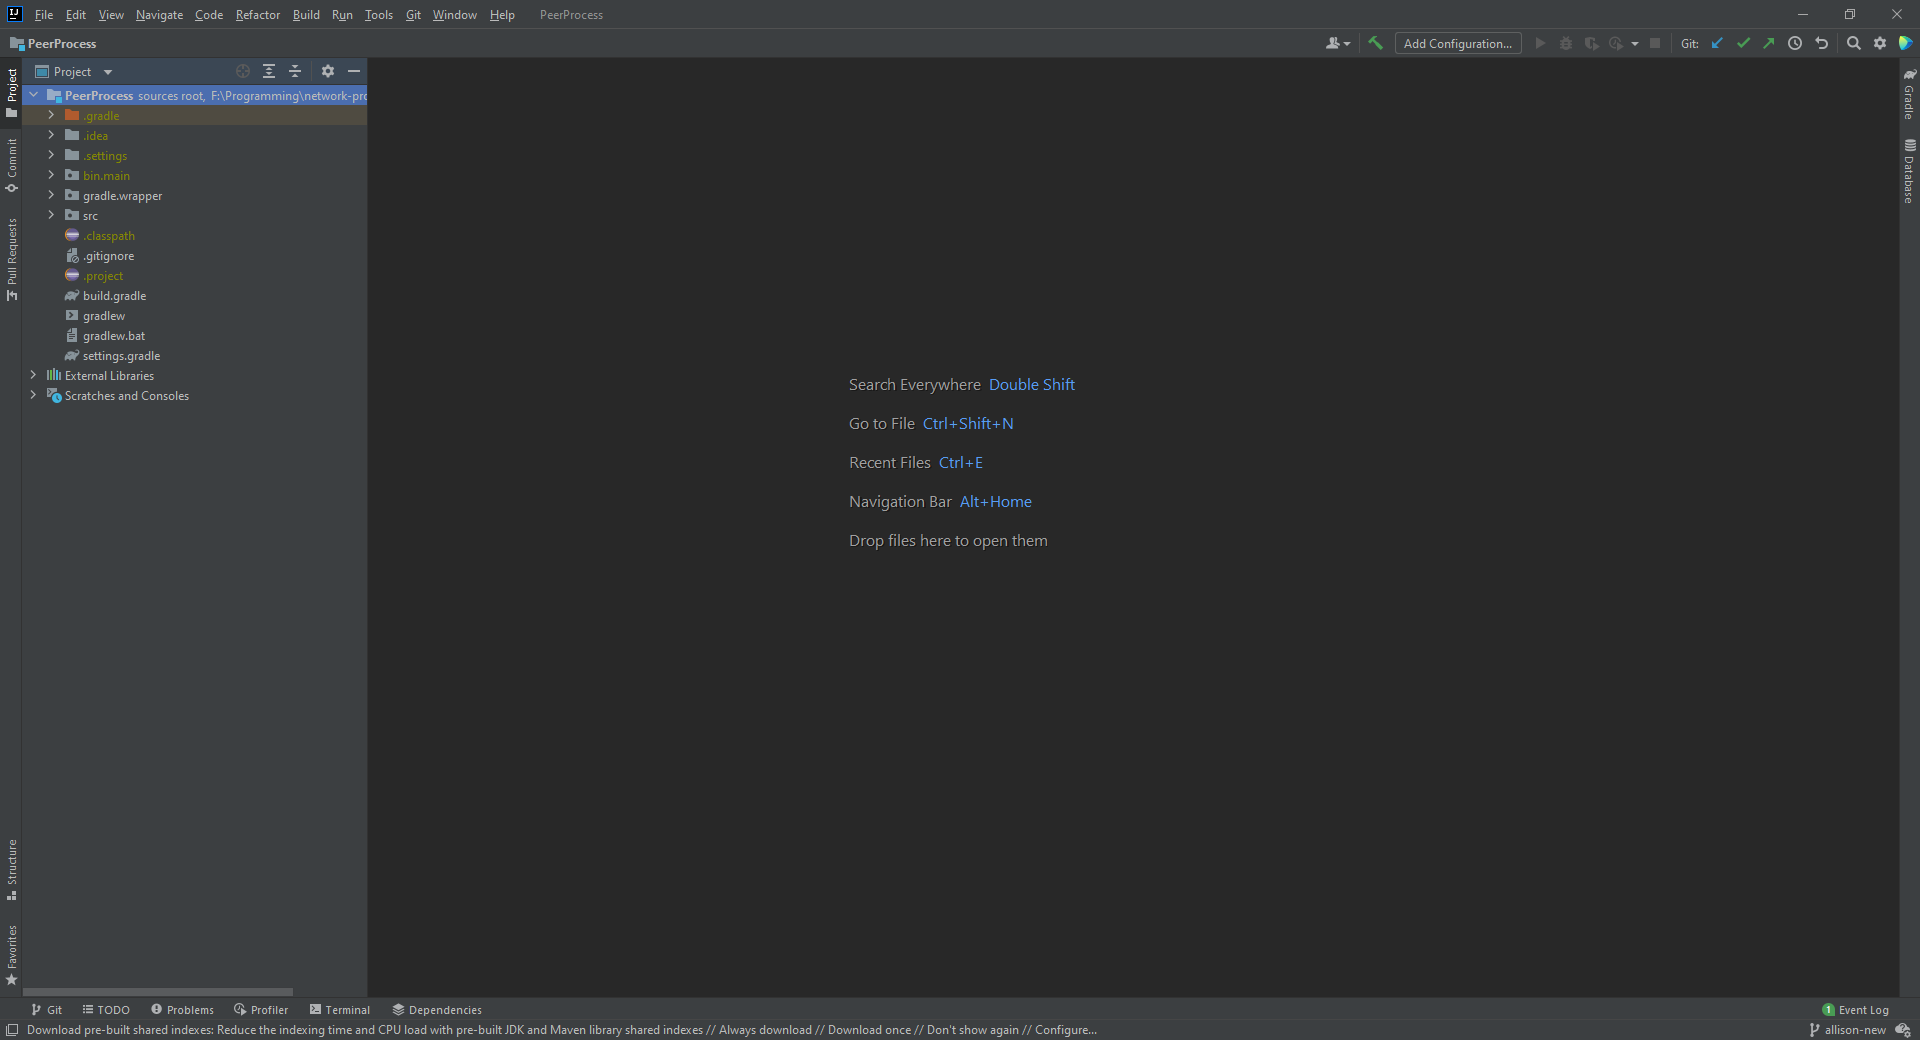 File Edit View Navigate Code Refactor Build Run Tools Git Window Help PeerProcess
PeerProcess
Add Configuration...
Git:
Project
PeerProcess sources root, F:\Programming\network-pro
.gradle
.idea
.settings
bin.main
gradle.wrapper
src
.classpath
.gitignore
.project
build.gradle
gradlew
gradlew.bat
settings.gradle
External Libraries
Scratches and Consoles
Project
Commit
Pull Requests
Structure
Favorites
Search Everywhere Double Shift
Go to File Ctrl+Shift+N
Recent Files Ctrl+E
Navigation Bar Alt+Home
Drop files here to open them
Gradle
Database
Git TODO Problems Profiler Terminal Dependencies
1 Event Log
Download pre-built shared indexes: Reduce the indexing time and CPU load with pre-built JDK and Maven library shared indexes // Always download // Download once // Don't show again // Configure...
allison-new